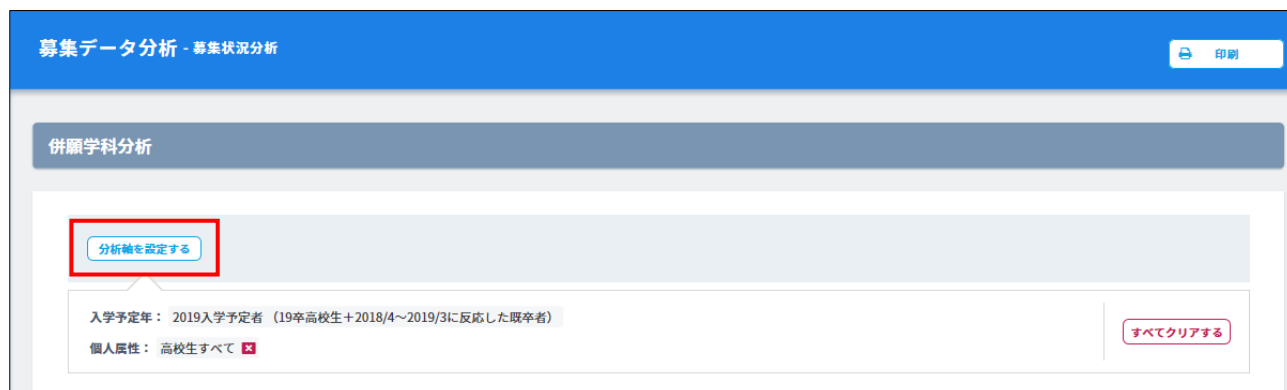 募集データ分析 - 募集状況分析
印刷
併願学科分析
分析軸を設定する
入学予定年： 2019入学予定者 （19卒高校生＋2018/4～2019/3に反応した既卒者）
個人属性： 高校生すべて
すべてクリアする